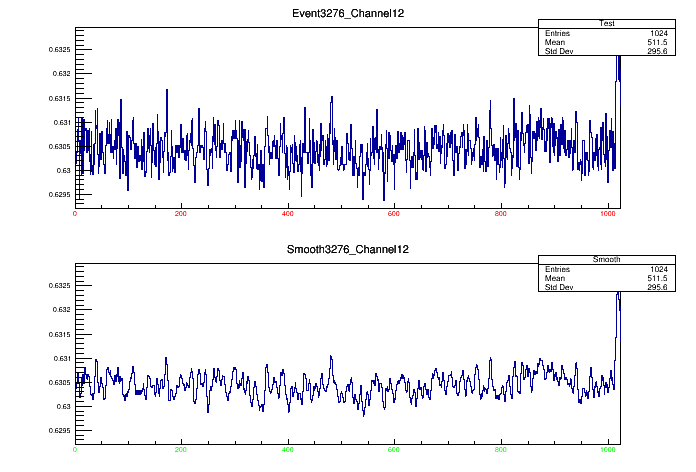 Event3276_Channel12
Test
Entries 1024
Mean 511.5
Std Dev 295.6
0.6325
0.632
0.6315
0.631
0.6305
0.63
0.6295
0 200 400 600 800 1000
Smooth3276_Channel12
Smooth
Entries 1024
Mean 511.5
Std Dev 295.6
0.6325
0.632
0.6315
0.631
0.6305
0.63
0.6295
0 200 400 600 800 1000